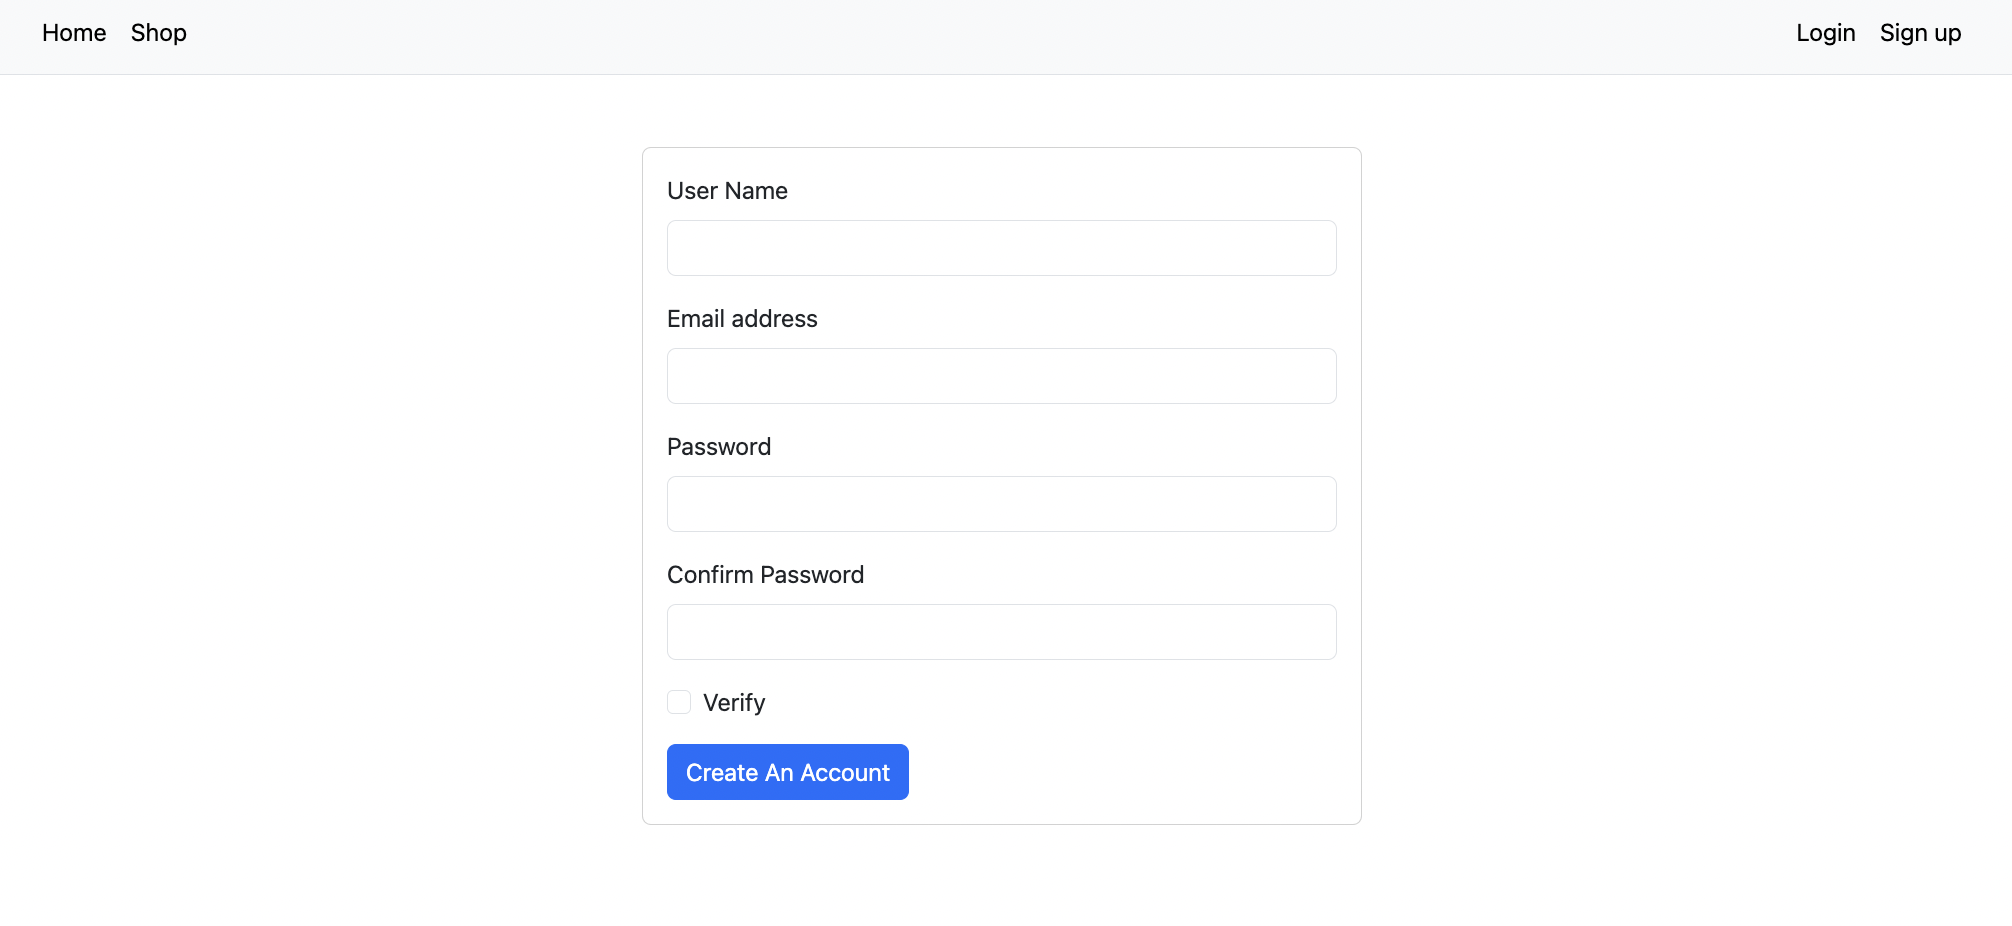 Home Shop Login Sign up
User Name
Email address
Password
Confirm Password
Verify
Create An Account